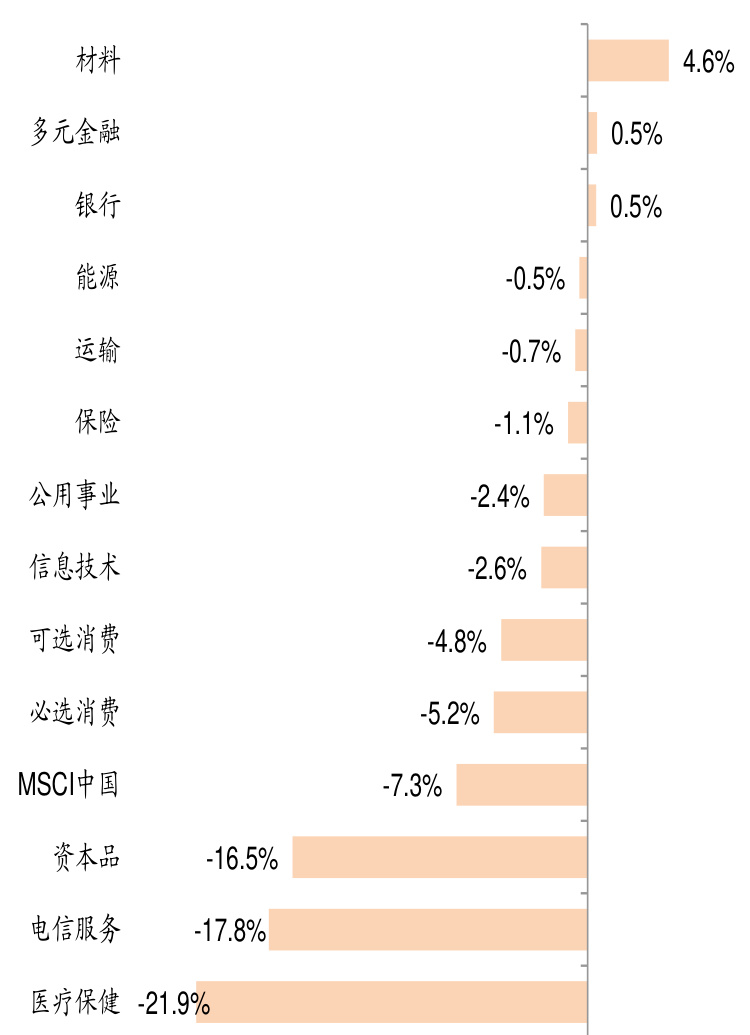 材料 4.6%
多元金融 0.5%
银行 0.5%
能源 -0.5%
运输 -0.7%
保险 -1.1%
公用事业 -2.4%
信息技术 -2.6%
可选消费 -4.8%
必选消费 -5.2%
MSCI中国 -7.3%
资本品 -16.5%
电信服务 -17.8%
医疗保健 -21.9%